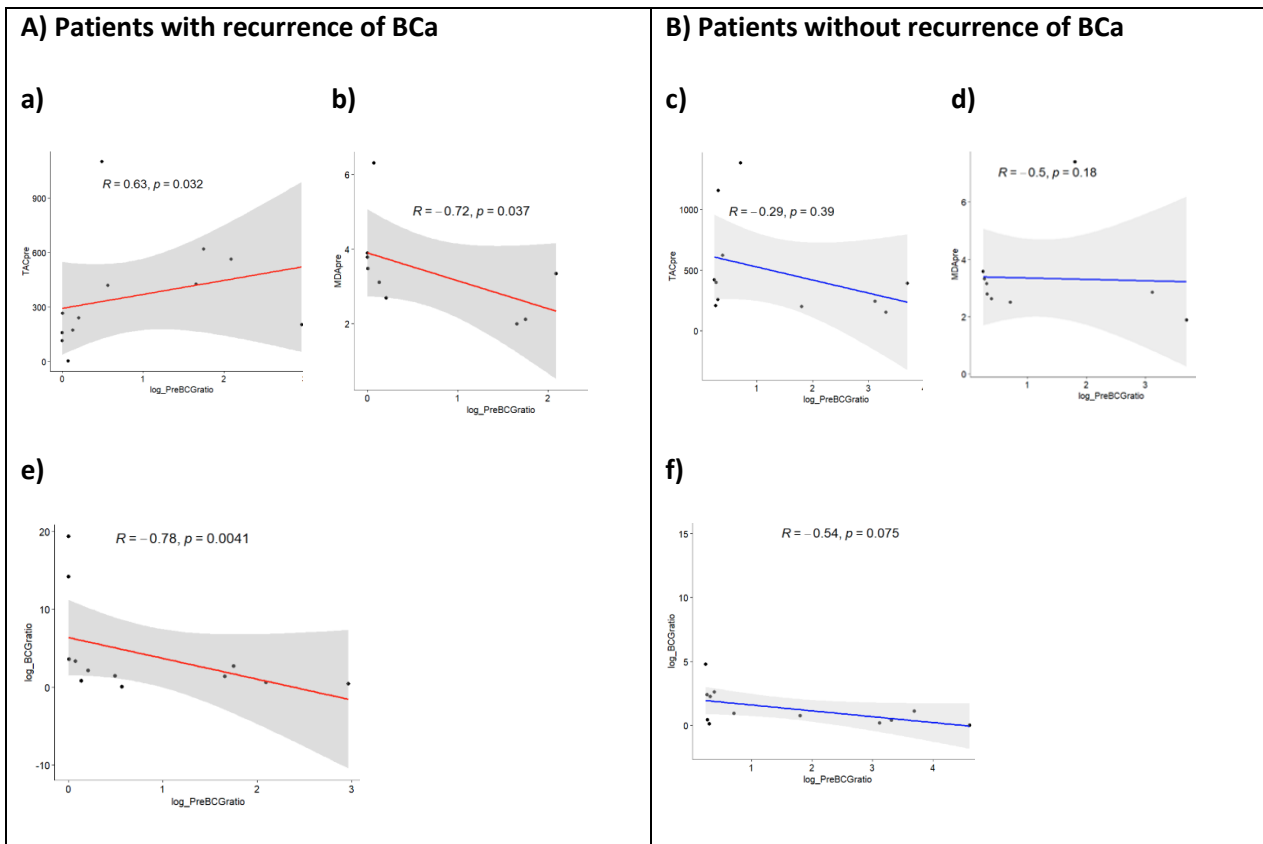 A) Patients with recurrence of BCa
a)
b)
R = 0.63, p = 0.032
900
600
300
0
TACpre
0 1 2 3
log_PreBCGratio
R = −0.72, p = 0.037
6
4
2
MDApre
0 1 2
log_PreBCGratio
e)
R = −0.78, p = 0.0041
20
10
0
-10
log_BCGratio
0 1 2 3
log_PreBCGratio
B) Patients without recurrence of BCa
c)
d)
R = −0.29, p = 0.39
1000
500
0
TACpre
1 2 3
log_PreBCGratio
R = −0.5, p = 0.18
6
4
2
0
MDApre
1 2 3
log_PreBCGratio
f)
R = −0.54, p = 0.075
15
10
5
0
log_BCGratio
1 2 3 4
log_PreBCGratio